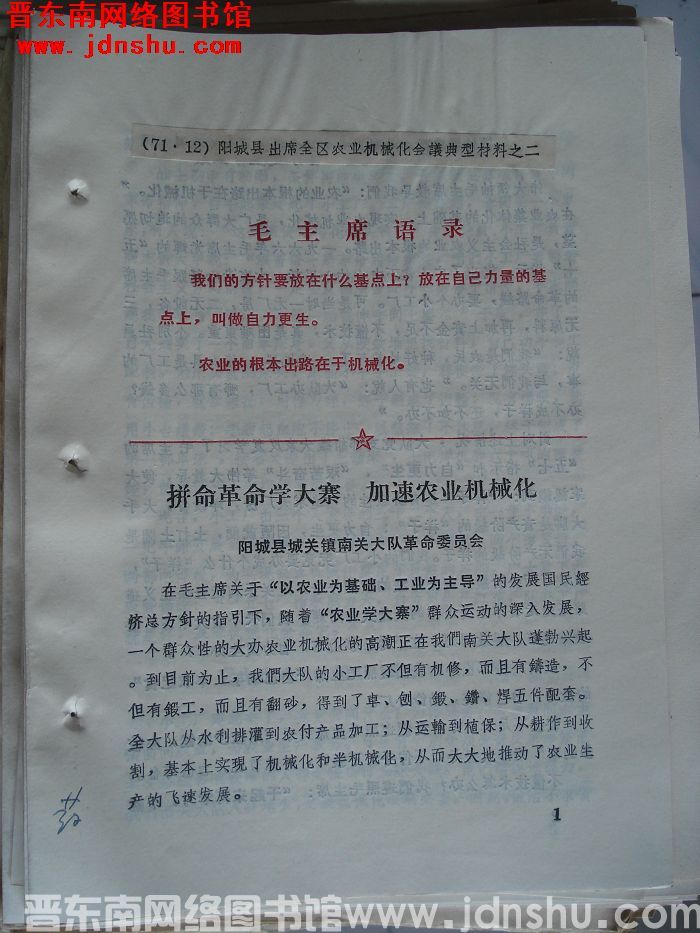 晋东南网络图书馆
www.jdnshu.com
(71·12)阳城县出席全区农业机械化会議典型材料之二
毛主席语录
我们的方针要放在什么基点上？放在自己力量的基
点上，叫做自力更生。
农业的根本出路在于机械化。
拼命革命学大寨 加速农业机械化
阳城县城关镇南关大队革命委员会
在毛主席关于“以农业为基础、工业为主导”的发展国民經
济总方針的指引下，随着“农业学大寨”群众运动的深入发展，
一个群众性的大办农业机械化的高潮正在我們南关大队蓬勃兴起
。到目前为止，我們大队的小工厂不但有机修，而且有鑄造，不
但有鍛工，而且有翻砂，得到了车、刨、鍛、鑽、焊五件配套。
全大队从水利排灌到农付产品加工；从运輸到植保；从耕作到收
割，基本上实現了机械化和半机械化，从而大大地推动了农业生
产的飞速发展。
1
晋东南网络图书馆www.jdnshu.com